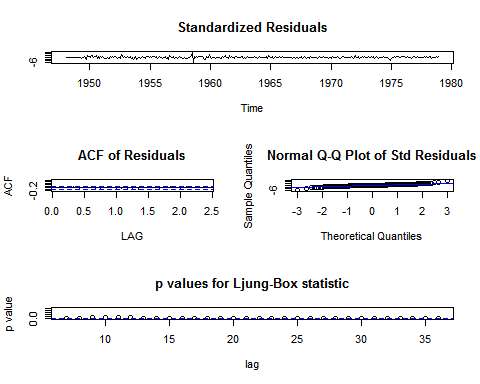 Standardized Residuals
-6
1950 1955 1960 1965 1970 1975 1980
Time
ACF of Residuals
ACF
-0.2
0.0 0.5 1.0 1.5 2.0 2.5
LAG
Normal Q-Q Plot of Std Residuals
Sample Quantiles
-6
-3 -2 -1 0 1 2 3
Theoretical Quantiles
p values for Ljung-Box statistic
p value
0.0
10 15 20 25 30 35
lag